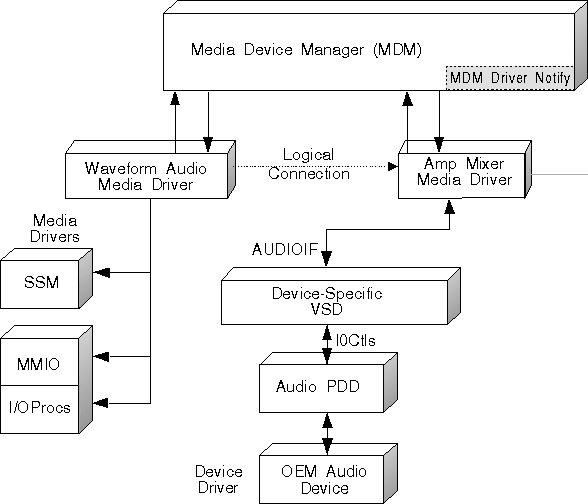 Media Device Manager (MDM)
MDM Driver Notify
Waveform Audio
Media Driver
Logical
Connection
Amp Mixer
Media Driver
Media
Drivers
SSM
AUDIOIF
Device-Specific
VSD
I0Ctls
MMIO
I/OProcs
Audio PDD
Device
Driver
OEM Audio
Device